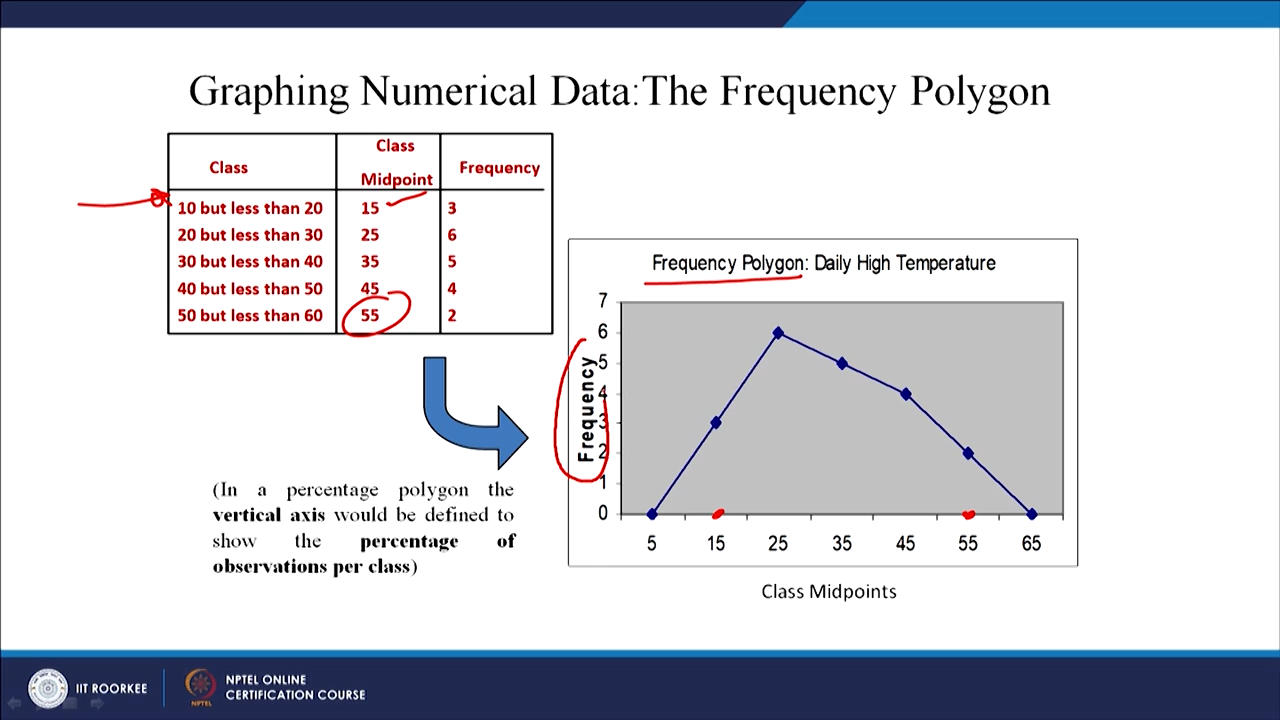 Graphing Numerical Data:The Frequency Polygon
Class
Class Midpoint
Frequency
10 but less than 20 15 3
20 but less than 30 25 6
30 but less than 40 35 5
40 but less than 50 45 4
50 but less than 60 55 2
(In a percentage polygon the
vertical axis would be defined to
show the percentage of
observations per class)
Frequency Polygon: Daily High Temperature
Frequency
7
6
5
4
3
2
1
0
5 15 25 35 45 55 65
Class Midpoints
IIT ROORKEE
NPTEL
NPTEL ONLINE
CERTIFICATION COURSE